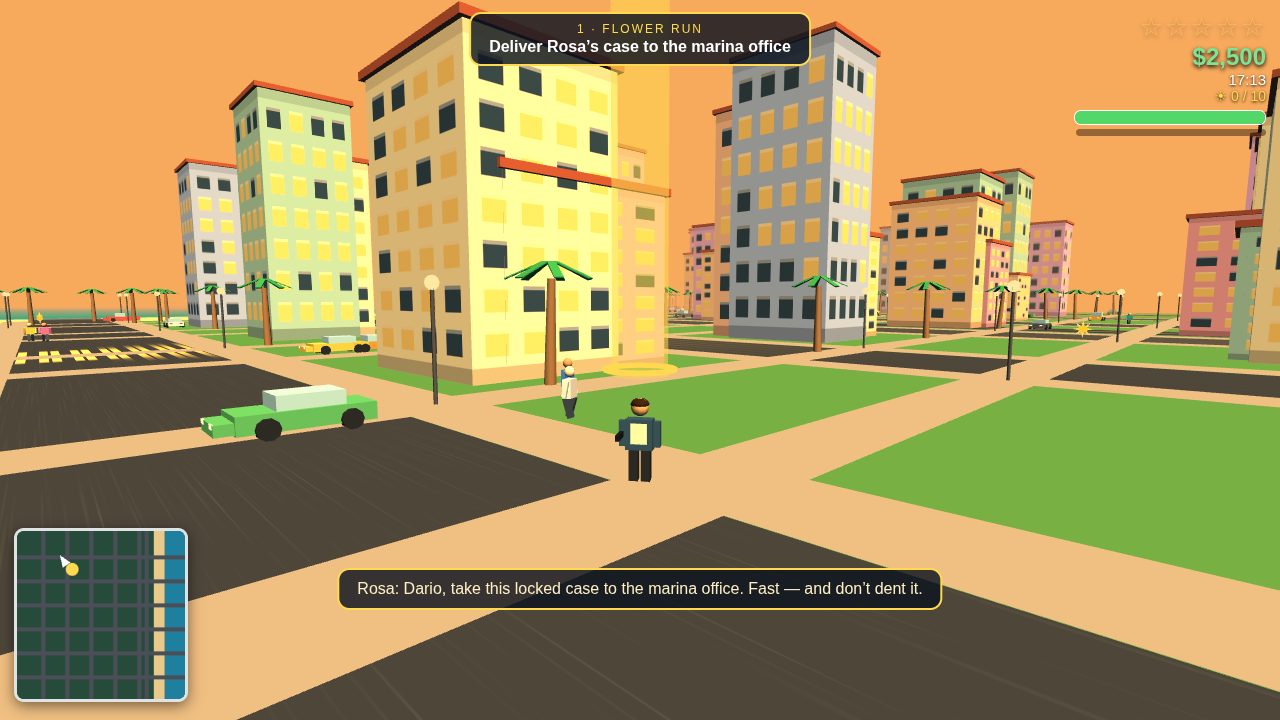 1 · FLOWER RUN
Deliver Rosa’s case to the marina office
☆ ☆ ☆ ☆ ☆
$2,500
17:13
☀ 0 / 10
Rosa: Dario, take this locked case to the marina office. Fast — and don’t dent it.